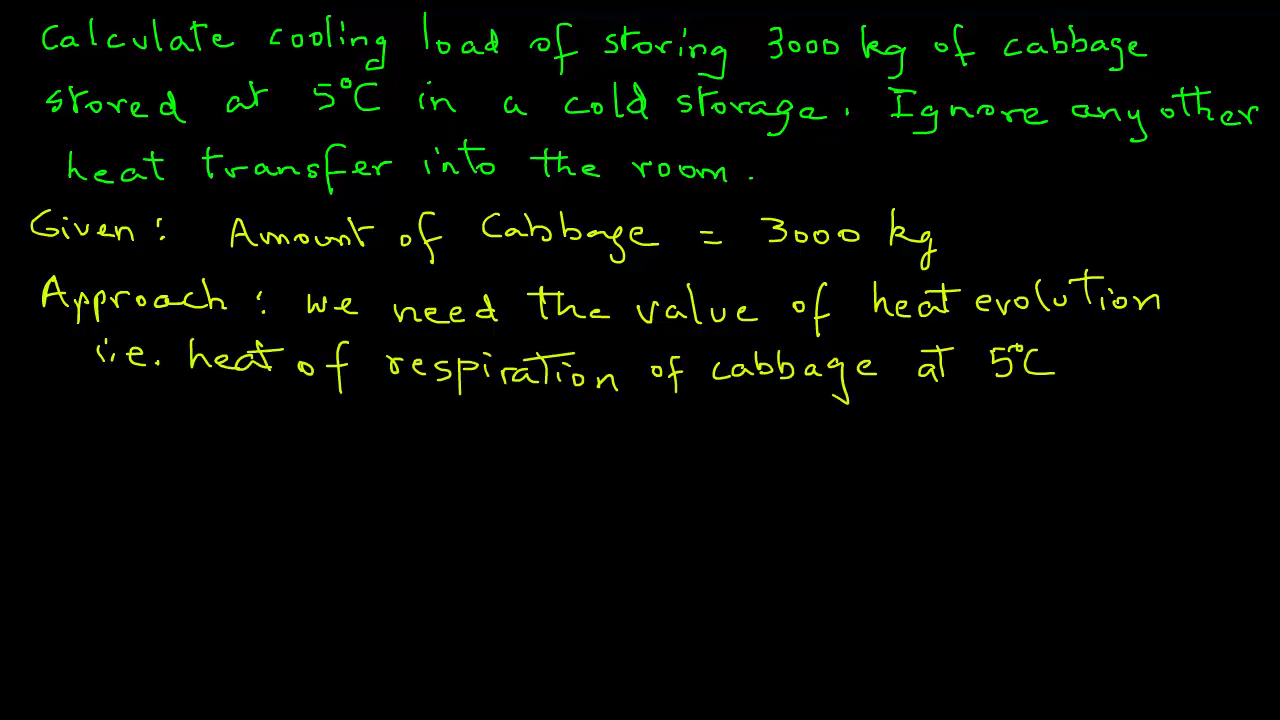 Calculate cooling load of storing 3000 kg of cabbage
stored at 5°C in a cold storage. Ignore any other
heat transfer into the room.
Given: Amount of Cabbage = 3000 kg
Approach: we need the value of heat evolution
i.e. heat of respiration of cabbage at 5°C